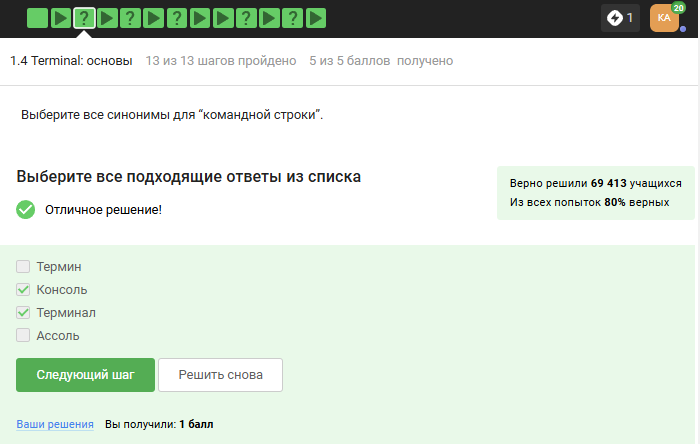 ? ? ? ? ? ?
1
КА
20
1.4 Terminal: основы 13 из 13 шагов пройдено 5 из 5 баллов получено
Выберите все синонимы для “командной строки”.
Выберите все подходящие ответы из списка
Отличное решение!
Верно решили 69 413 учащихся
Из всех попыток 80% верных
Термин
Консоль
Терминал
Ассоль
Следующий шаг
Решить снова
Ваши решения Вы получили: 1 балл